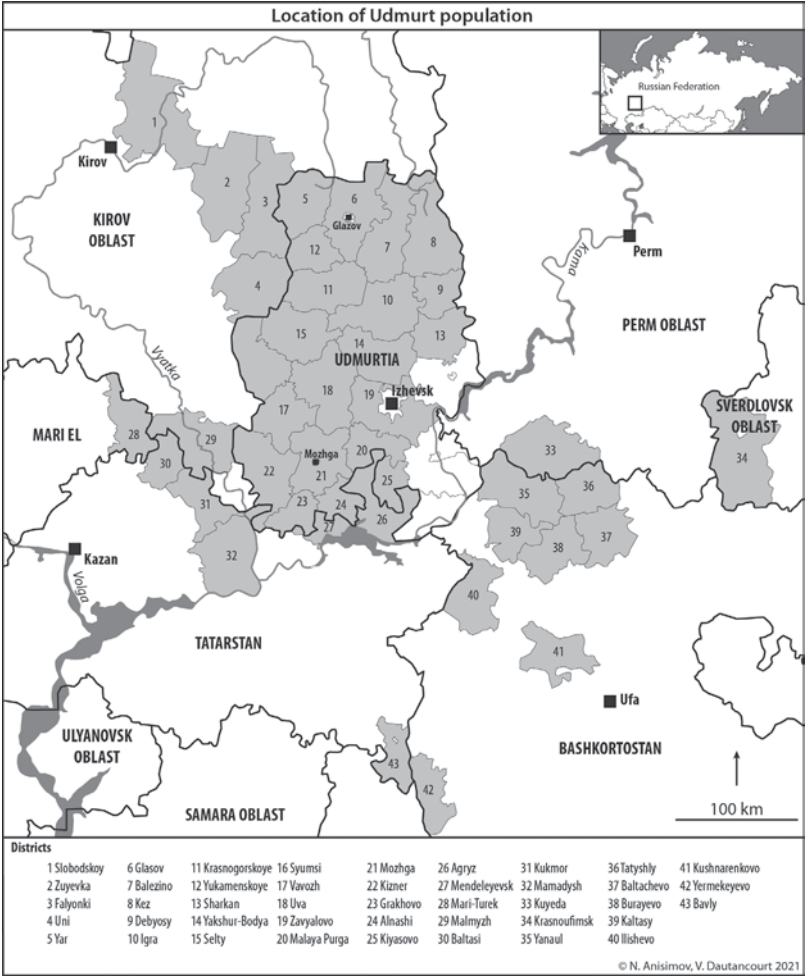 Location of Udmurt population
Russian Federation
1
Kirov
2
3
5
6
Glazov
KIROV
OBLAST
12
7
8
Kama
Perm
4
11
10
9
15
14
13
PERM OBLAST
UDMURTIA
Vyatka
18
19
Izhevsk
17
SVERDLOVSK
OBLAST
MARI EL
28
29
20
33
34
30
22
Mozhga
21
25
31
23
24
26
35
36
27
39
38
37
Kazan
32
Volga
40
TATARSTAN
41
Ufa
ULYANOVSK
OBLAST
BASHKORTOSTAN
43
42
SAMARA OBLAST
100 km
Districts
1 Slobodskoy 6 Glasov 11 Krasnogorskoye 16 Syumsi 21 Mozhga 26 Agryz 31 Kukmor 36 Tatyshly 41 Kushnarenkovo
2 Zuyevka 7 Balezino 12 Yukamenskoye 17 Vavozh 22 Kizner 27 Mendeleyevsk 32 Mamadysh 37 Baltachevo 42 Yermekeyevo
3 Falyonki 8 Kez 13 Sharkan 18 Uva 23 Grakhovo 28 Mari-Turek 33 Kuyeda 38 Burayevo 43 Bavly
4 Uni 9 Debyosy 14 Yakshur-Bodya 19 Zavyalovo 24 Alnashi 29 Malmyzh 34 Krasnoufimsk 39 Kaltasy
5 Yar 10 Igra 15 Selty 20 Malaya Purga 25 Kiyasovo 30 Baltasi 35 Yanaul 40 Ilishevo
© N. Anisimov, V. Dautancourt 2021